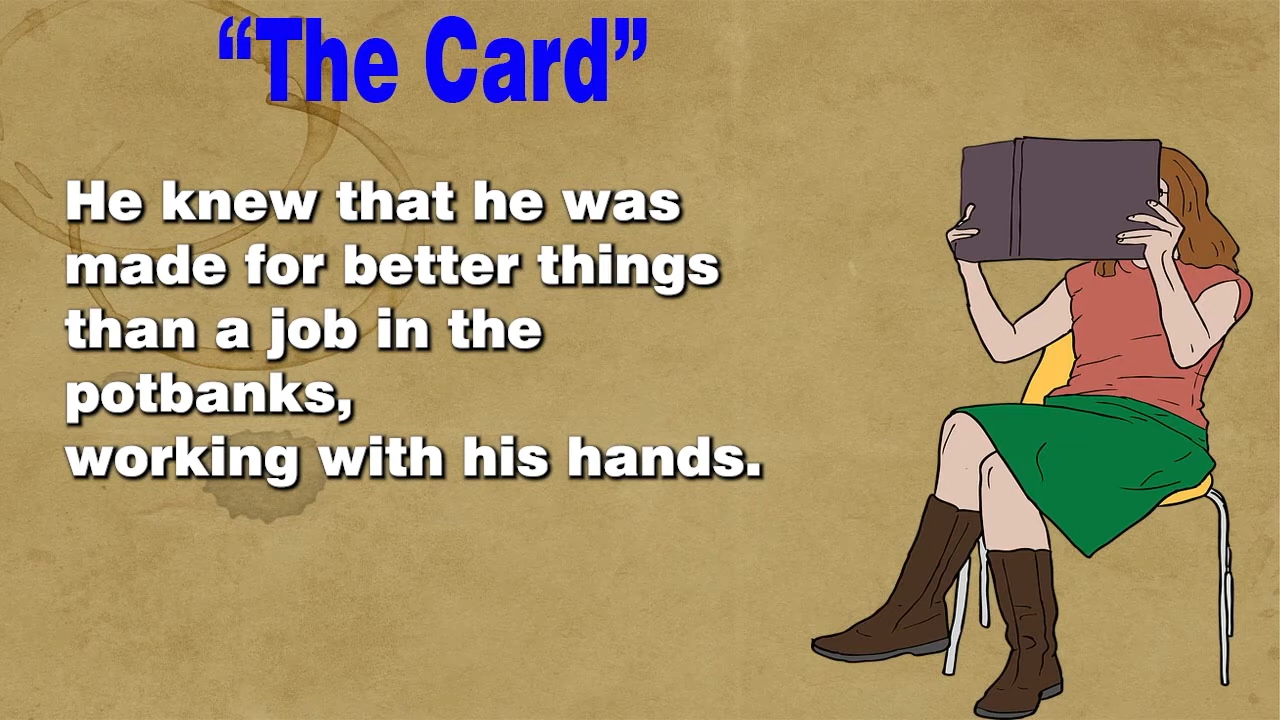 “The Card”
He knew that he was
made for better things
than a job in the
potbanks,
working with his hands.